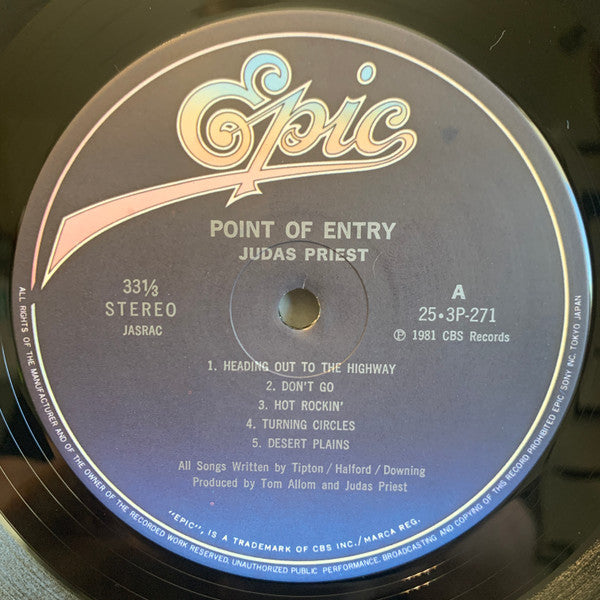 Epic
POINT OF ENTRY
JUDAS PRIEST
33⅓
STEREO
JASRAC
A
25・3P-271
Ⓟ 1981 CBS Records
1. HEADING OUT TO THE HIGHWAY
2. DON'T GO
3. HOT ROCKIN'
4. TURNING CIRCLES
5. DESERT PLAINS
All Songs Written by Tipton / Halford / Downing
Produced by Tom Allom and Judas Priest
"EPIC", IS A TRADEMARK OF CBS INC./MARCA REG.
ALL RIGHTS OF THE MANUFACTURER AND OF THE OWNER OF THE RECORDED WORK RESERVED, UNAUTHORIZED PUBLIC PERFORMANCE, BROADCASTING AND COPYING OF THIS RECORD PROHIBITED EPIC/SONY INC. TOKYO JAPAN